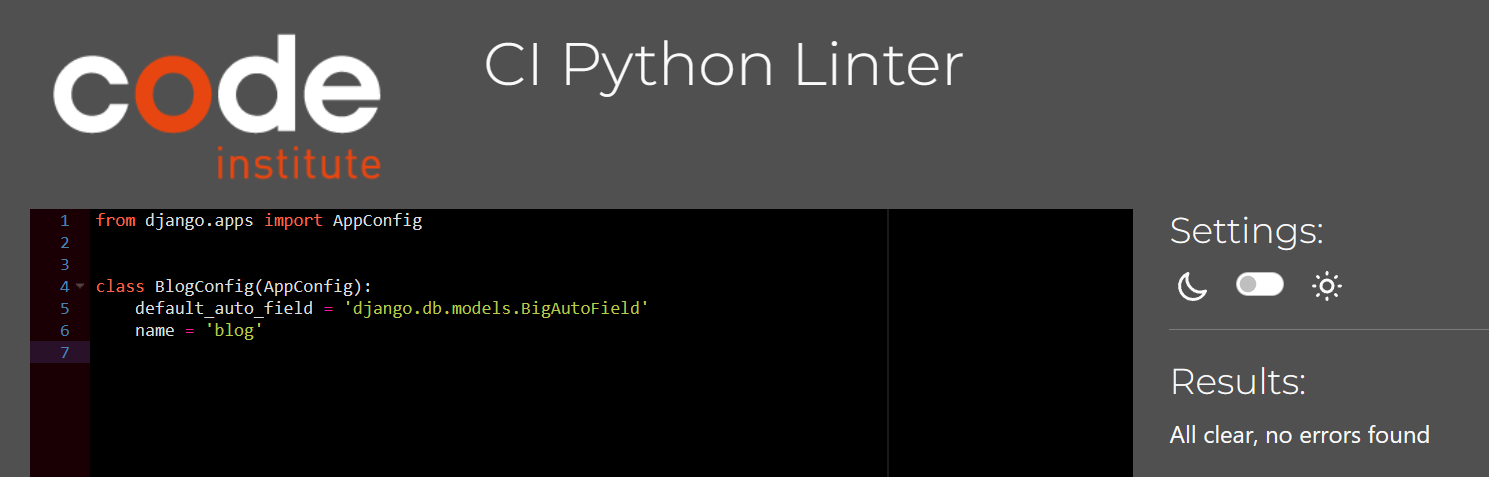 code
institute
CI Python Linter
1 from django.apps import AppConfig
2
3
4 class BlogConfig(AppConfig):
5     default_auto_field = 'django.db.models.BigAutoField'
6     name = 'blog'
7
Settings:
Results:
All clear, no errors found